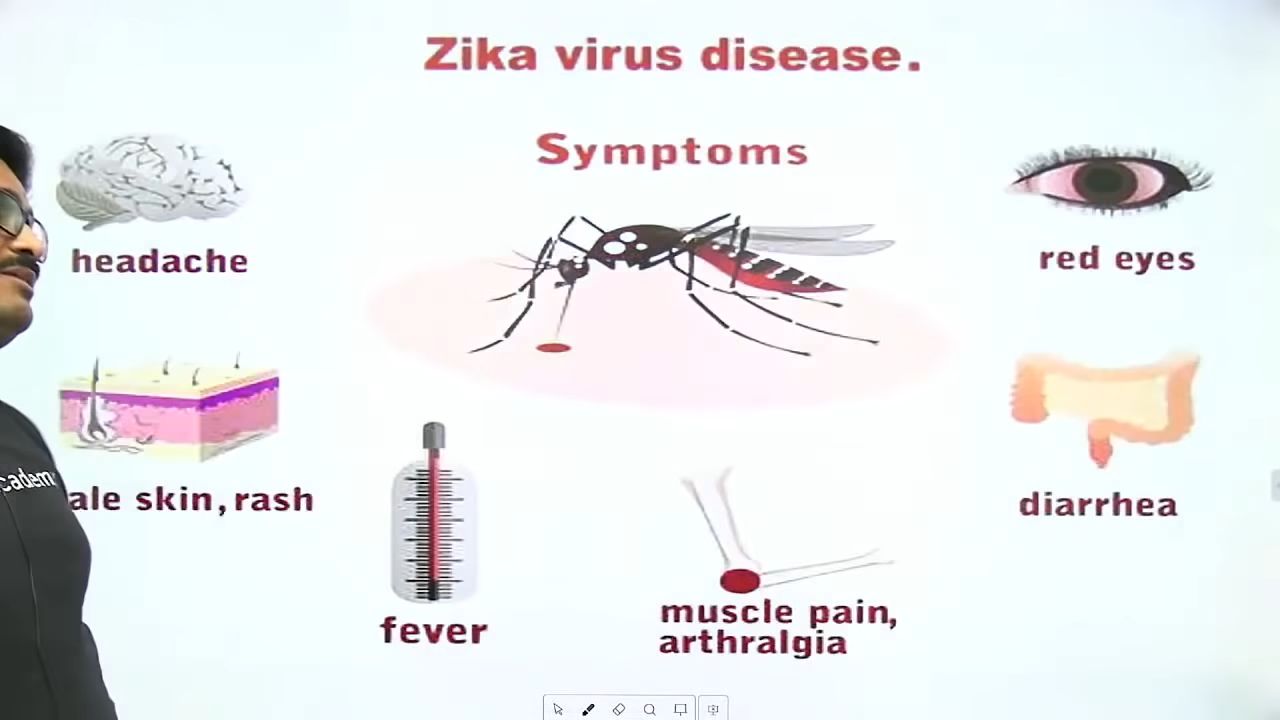 Zika virus disease.
Symptoms
headache
red eyes
ale skin, rash
diarrhea
fever
muscle pain,
arthralgia
cadem